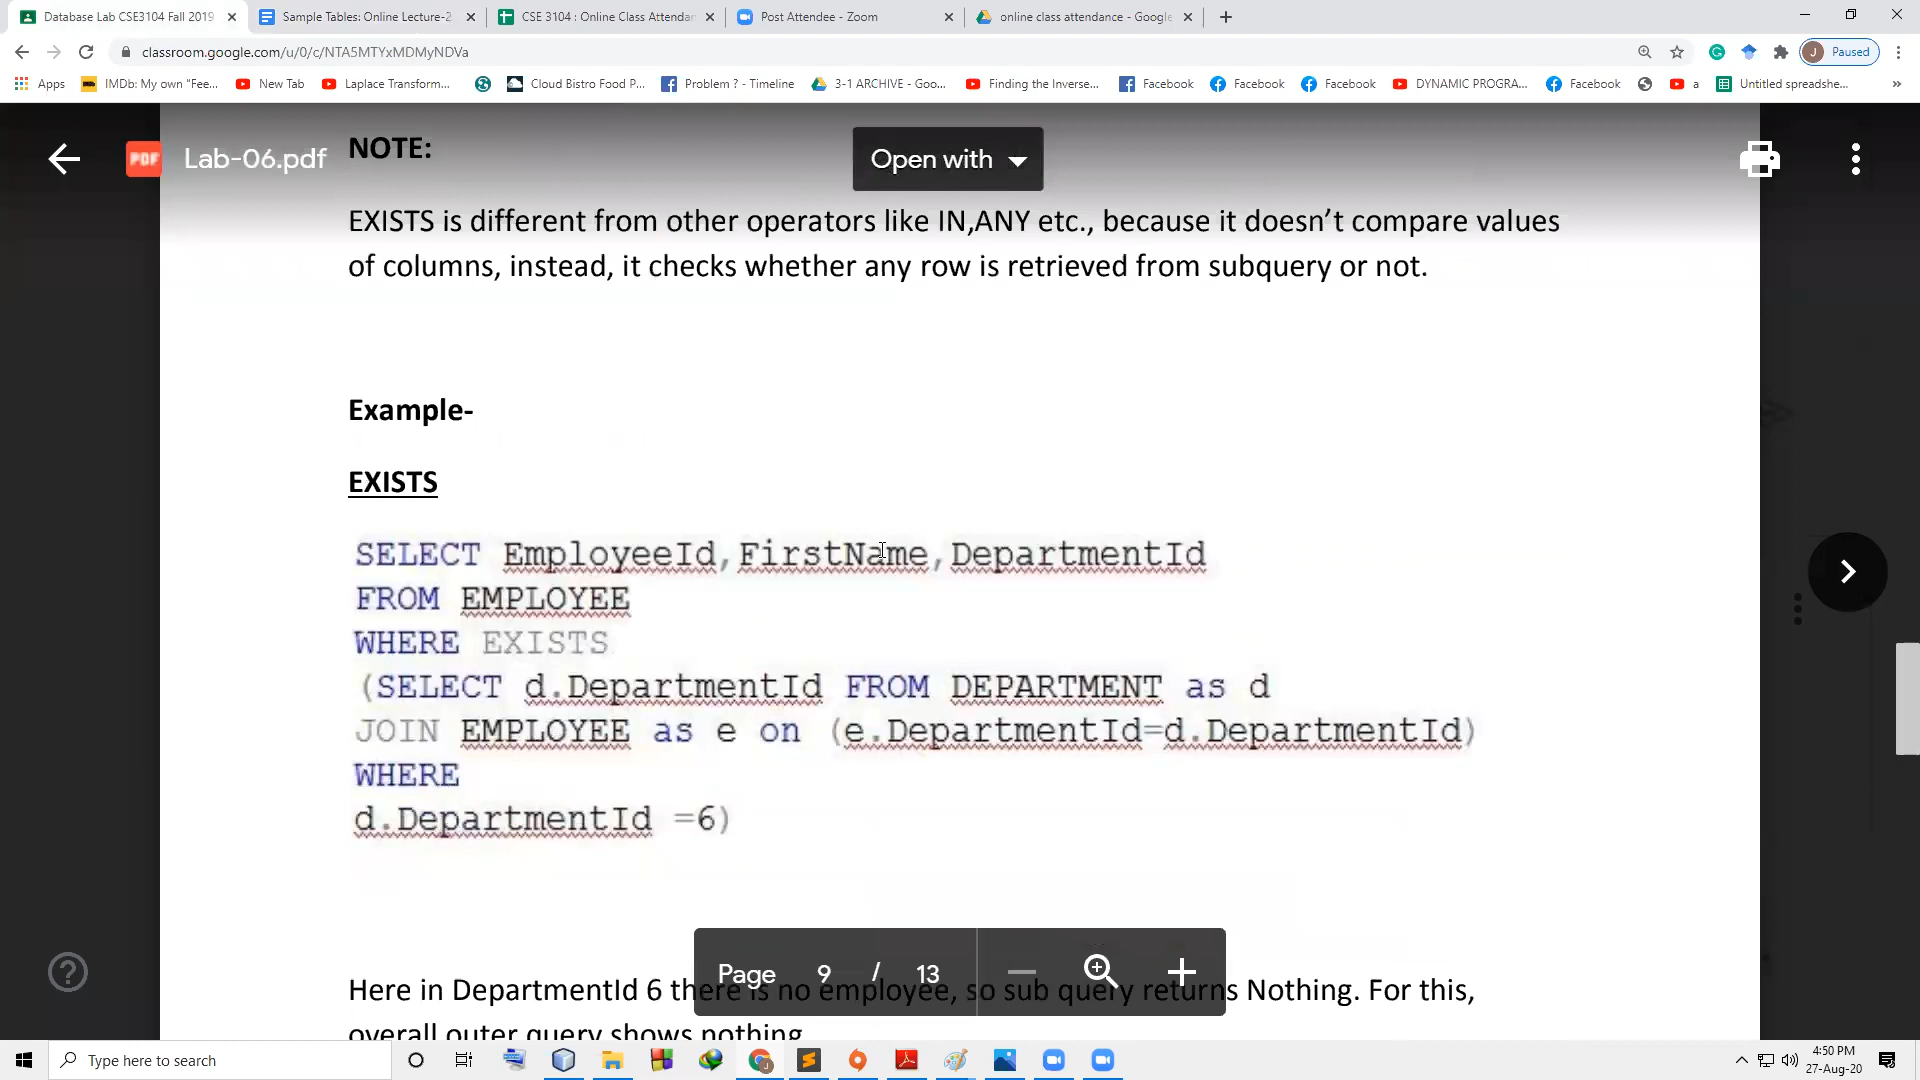 Database Lab CSE3104 Fall 2019
Sample Tables: Online Lecture-2
CSE 3104 : Online Class Attendan
Post Attendee - Zoom
online class attendance - Google
classroom.google.com/u/0/c/NTA5MTYxMDMyNDVa
J Paused
Apps
IMDb: My own "Fee...
New Tab
Laplace Transform...
Cloud Bistro Food P...
Problem ? - Timeline
3-1 ARCHIVE - Goo...
Finding the Inverse...
Facebook
Facebook
Facebook
DYNAMIC PROGRA...
Facebook
a
Untitled spreadshe...
»
PDF Lab-06.pdf
NOTE:
Open with
EXISTS is different from other operators like IN,ANY etc., because it doesn’t compare values
of columns, instead, it checks whether any row is retrieved from subquery or not.
Example-
EXISTS
SELECT EmployeeId,FirstName,DepartmentId
FROM EMPLOYEE
WHERE EXISTS
(SELECT d.DepartmentId FROM DEPARTMENT as d
JOIN EMPLOYEE as e on (e.DepartmentId=d.DepartmentId)
WHERE
d.DepartmentId =6)
Page 9 / 13
Here in DepartmentId 6 there is no employee, so sub query returns Nothing. For this,
overall outer query shows nothing
Type here to search
4:50 PM
27-Aug-20